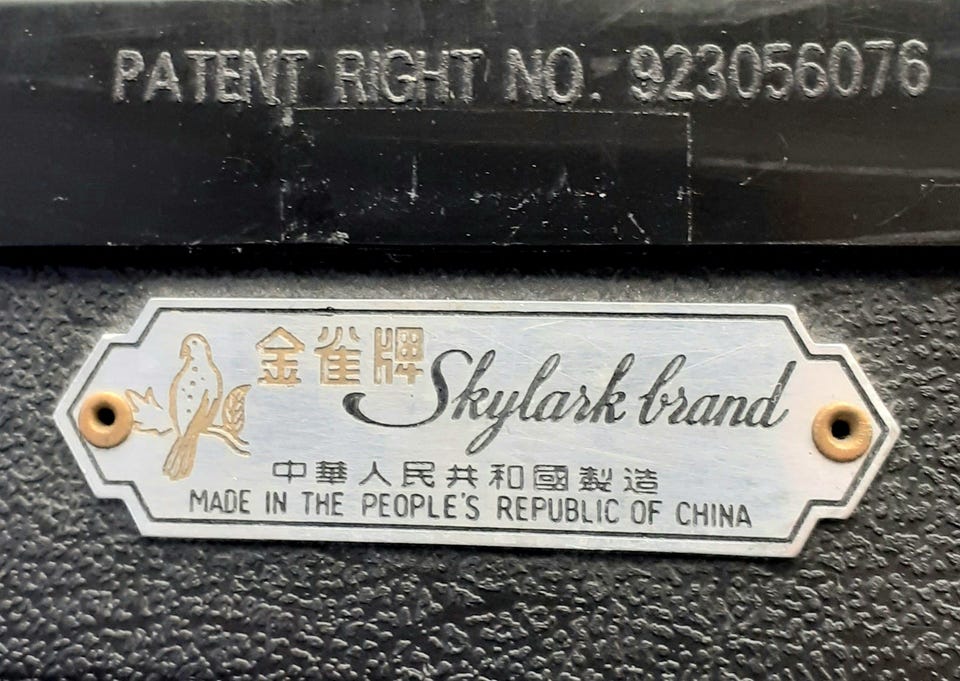 PATENT RIGHT NO. 923056076
金雀牌 Skylark brand
中華人民共和國製造
MADE IN THE PEOPLE'S REPUBLIC OF CHINA